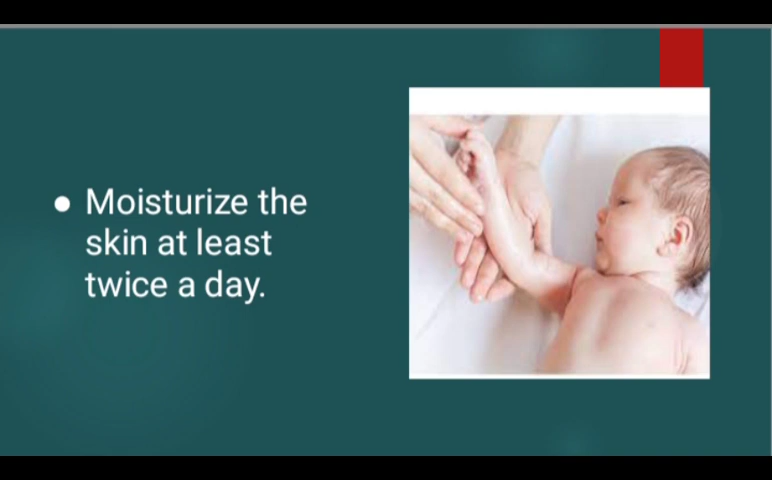 ● Moisturize the
skin at least
twice a day.